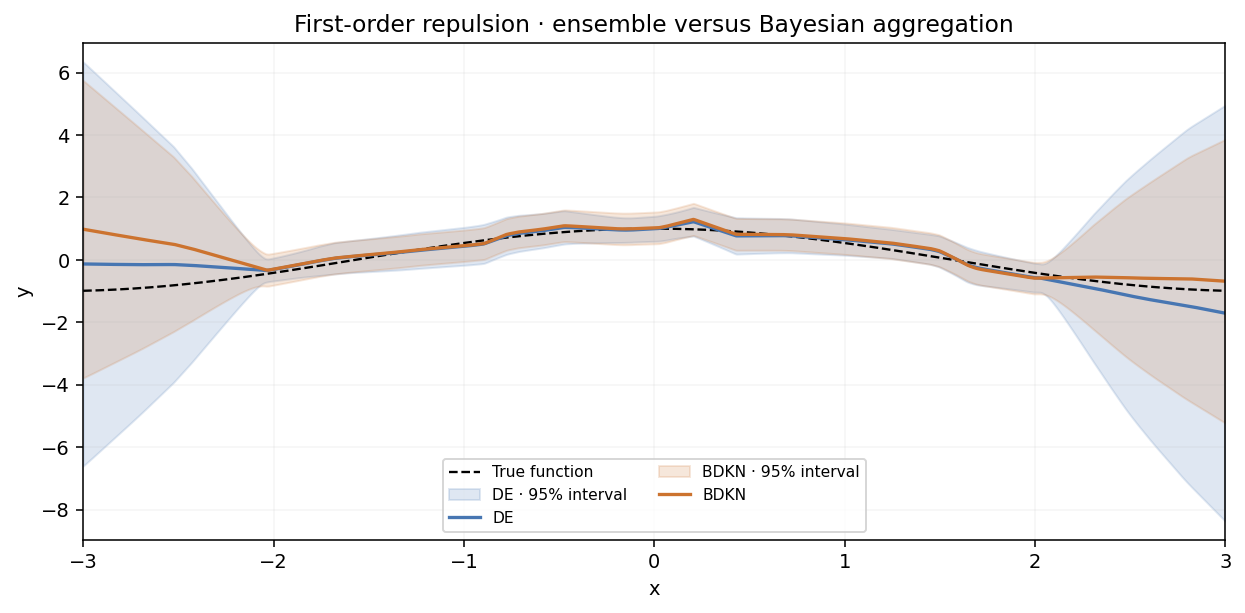 First-order repulsion · ensemble versus Bayesian aggregation
y
6
4
2
0
−2
−4
−6
−8
True function
DE · 95% interval
DE
BDKN · 95% interval
BDKN
−3
−2
−1
0
1
2
3
x